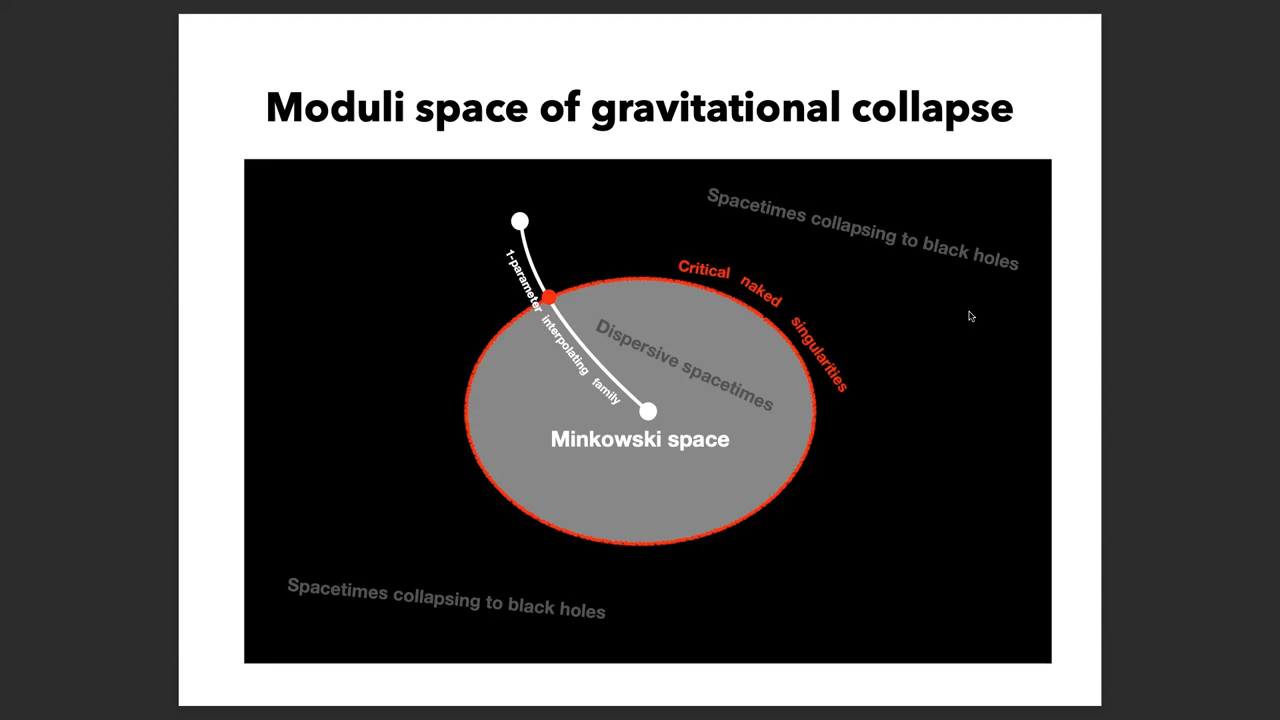 Moduli space of gravitational collapse
Spacetimes collapsing to black holes
Critical naked singularities
1-parameter interpolating family
Dispersive spacetimes
Minkowski space
Spacetimes collapsing to black holes